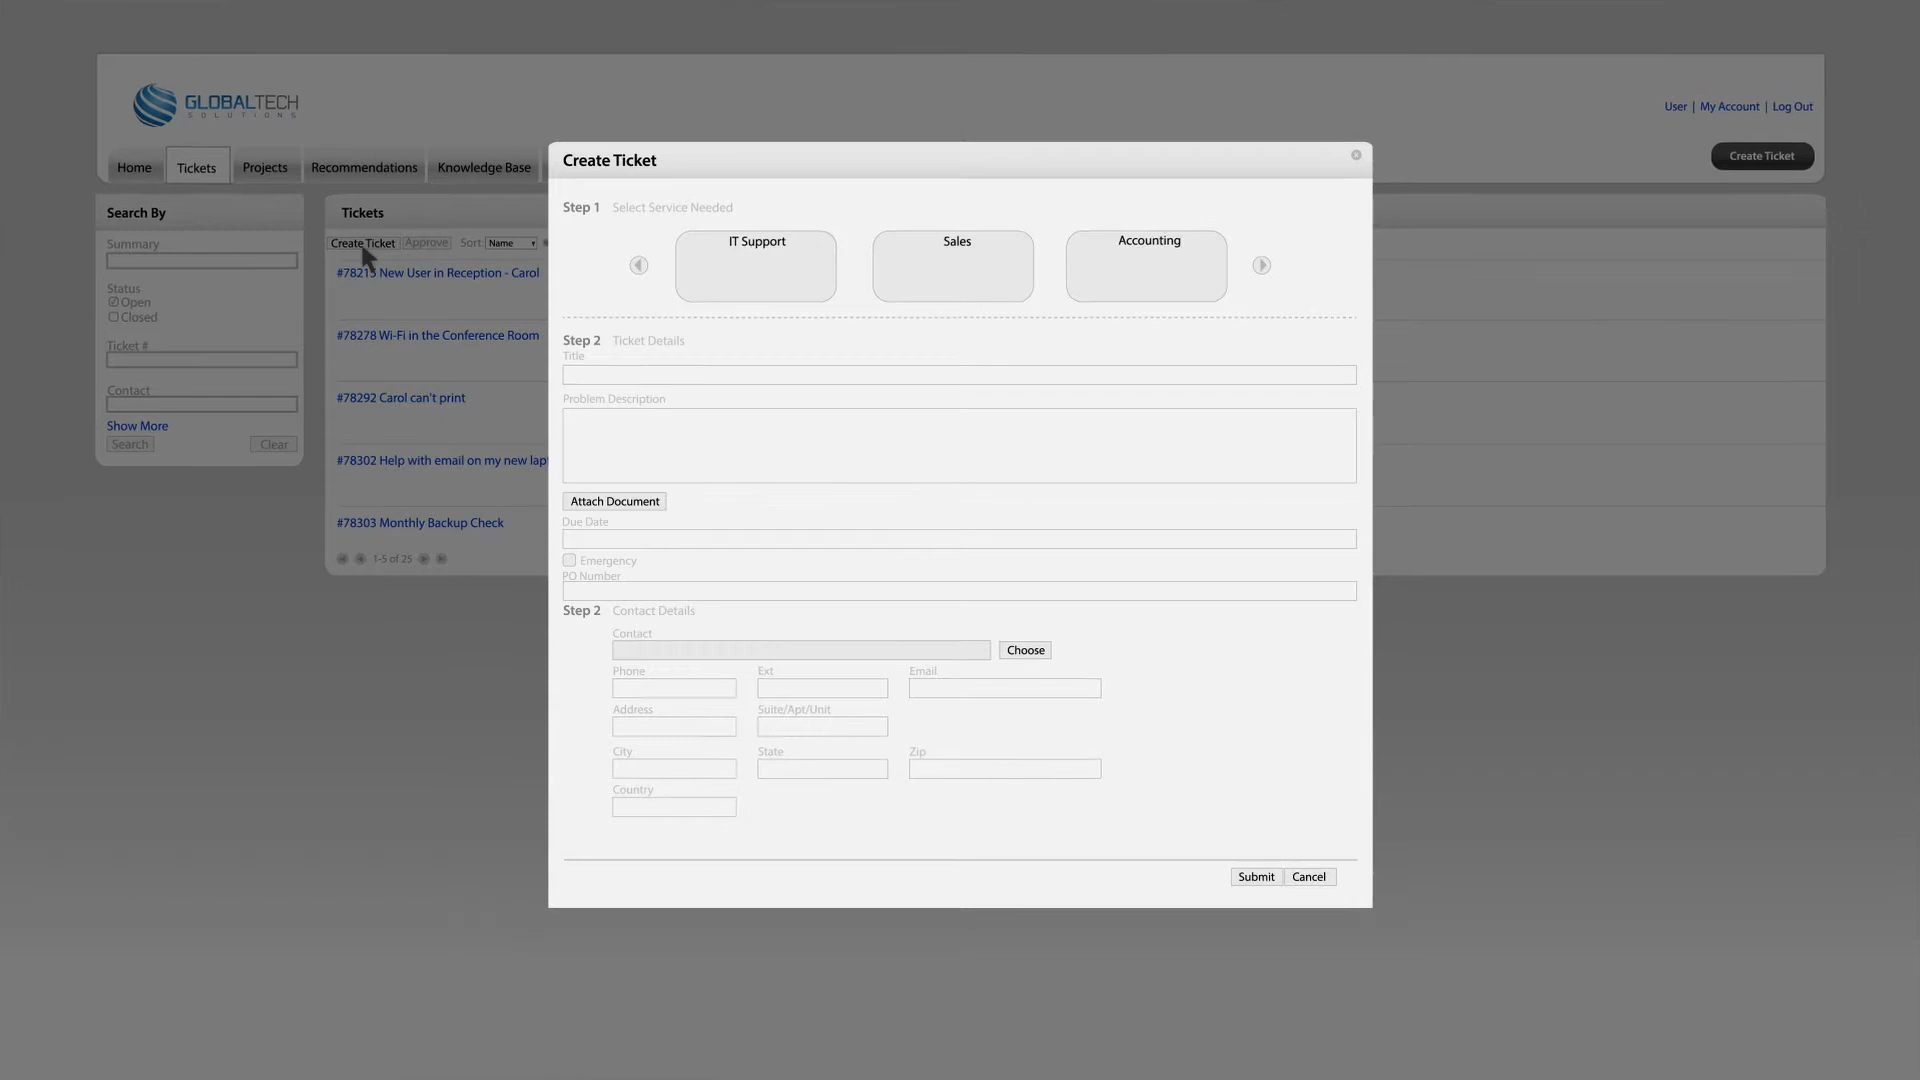 GLOBALTECH
SOLUTIONS
User | My Account | Log Out
Home
Tickets
Projects
Recommendations
Knowledge Base
Create Ticket
Search By
Summary
Status
Open
Closed
Ticket #
Contact
Show More
Search
Clear
Tickets
Create Ticket
Approve
Sort
Name
#78215 New User in Reception - Carol
#78278 Wi-Fi in the Conference Room
#78292 Carol can't print
#78302 Help with email on my new lap
#78303 Monthly Backup Check
1-5 of 25
Create Ticket
Step 1 Select Service Needed
IT Support
Sales
Accounting
Step 2 Ticket Details
Title
Problem Description
Attach Document
Due Date
Emergency
PO Number
Step 2 Contact Details
Contact
Choose
Phone
Ext
Email
Address
Suite/Apt/Unit
City
State
Zip
Country
Submit
Cancel